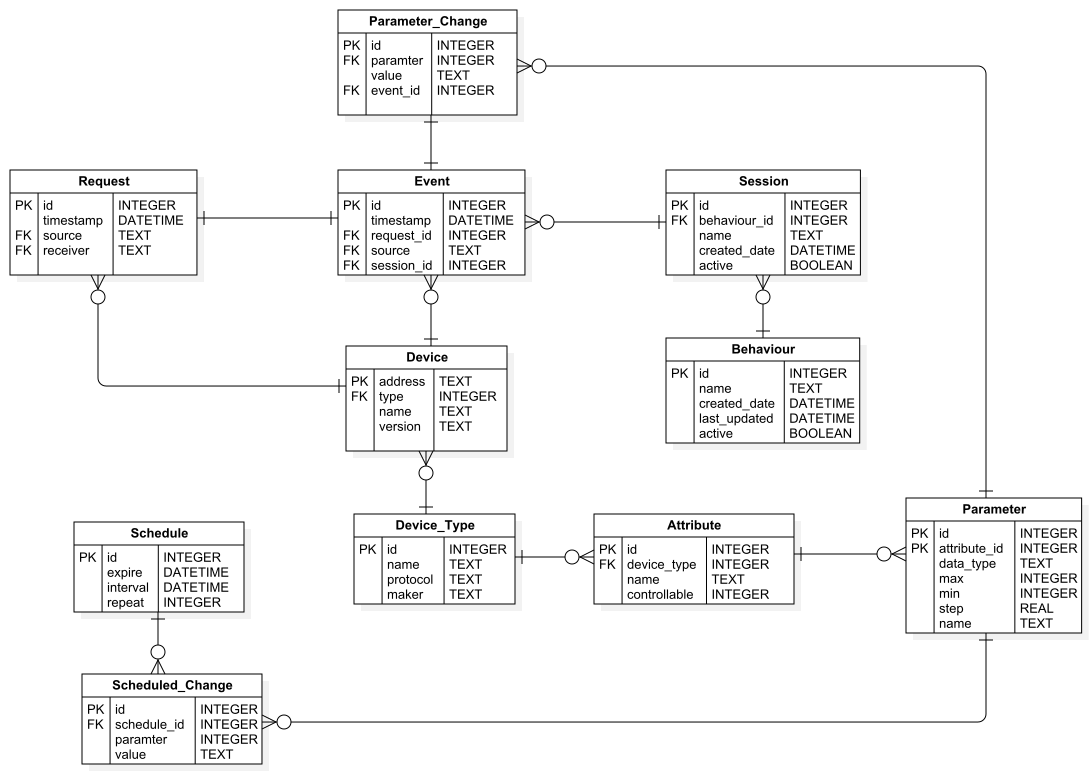 Parameter_Change
PK id INTEGER
FK paramter INTEGER
value TEXT
FK event_id INTEGER
Request
PK id INTEGER
timestamp DATETIME
FK source TEXT
FK receiver TEXT
Event
PK id INTEGER
timestamp DATETIME
FK request_id INTEGER
FK source TEXT
FK session_id INTEGER
Session
PK id INTEGER
FK behaviour_id INTEGER
name TEXT
created_date DATETIME
active BOOLEAN
Device
PK address TEXT
FK type INTEGER
name TEXT
version TEXT
Behaviour
PK id INTEGER
name TEXT
created_date DATETIME
last_updated DATETIME
active BOOLEAN
Schedule
PK id INTEGER
expire DATETIME
interval DATETIME
repeat INTEGER
Device_Type
PK id INTEGER
name TEXT
protocol TEXT
maker TEXT
Attribute
PK id INTEGER
FK device_type INTEGER
name TEXT
controllable INTEGER
Parameter
PK id INTEGER
PK attribute_id INTEGER
data_type TEXT
max INTEGER
min INTEGER
step REAL
name TEXT
Scheduled_Change
PK id INTEGER
FK schedule_id INTEGER
paramter INTEGER
value TEXT